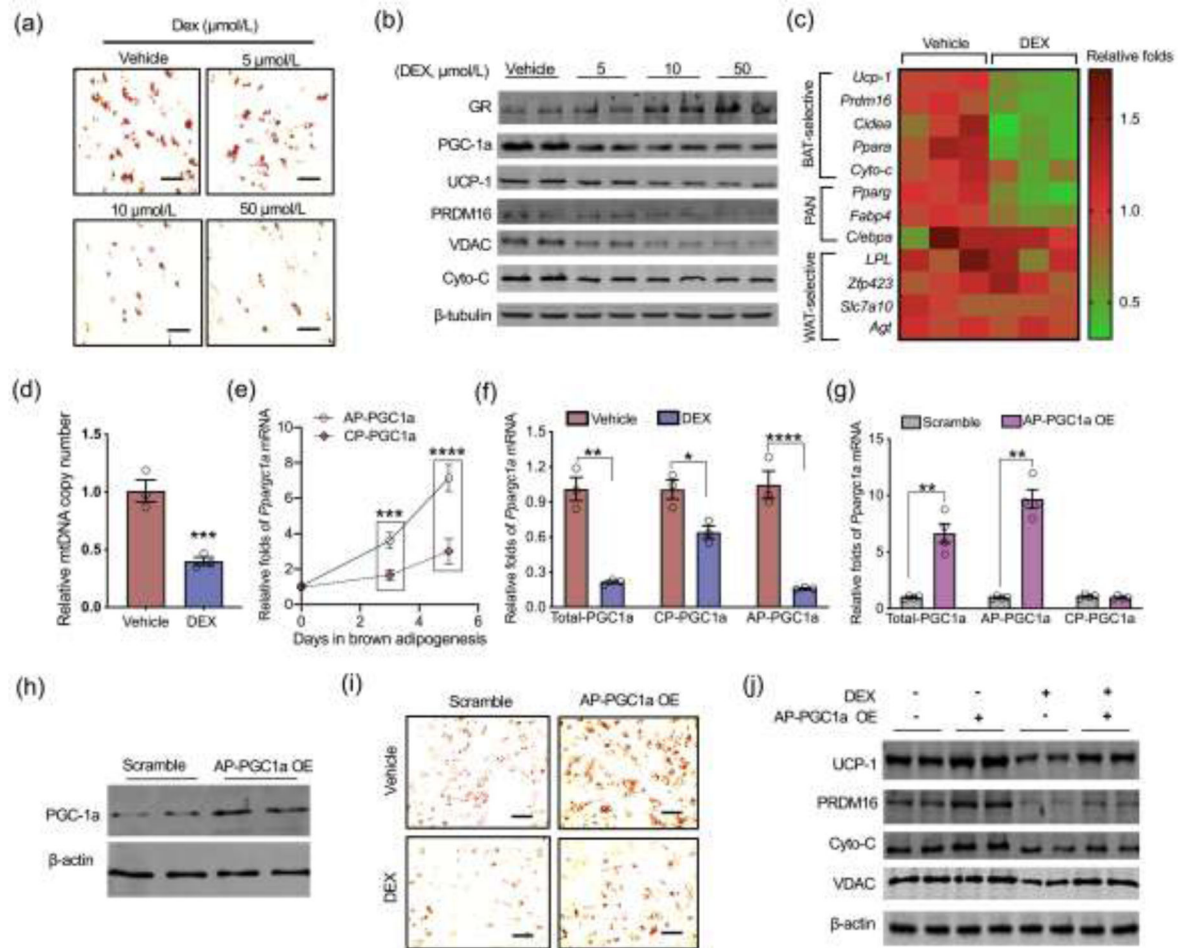 (a)
Dex (µmol/L)
Vehicle
5 µmol/L
10 µmol/L
50 µmol/L
(b)
(DEX, µmol/L) Vehicle 5 10 50
GR
PGC-1a
UCP-1
PRDM16
VDAC
Cyto-C
β-tubulin
(c)
Vehicle DEX
Relative folds
BAT-selective
PAN
WAT-selective
Ucp-1
Prdm16
Cidea
Ppara
Cyto-c
Pparg
Fabp4
C/ebpa
LPL
Zfp423
Slc7a10
Agt
1.5
1.0
0.5
(d)
Relative mtDNA copy number
1.5
1.0
0.5
0.0
***
Vehicle DEX
(e)
Relative folds of Ppargc1a mRNA
AP-PGC1a
CP-PGC1a
10
8
6
4
2
0
***
****
0 2 4 6
Days in brown adipogenesis
(f)
Relative folds of Ppargc1a mRNA
Vehicle DEX
1.5
1.2
0.9
0.6
0.3
0.0
** * ****
Total-PGC1a CP-PGC1a AP-PGC1a
(g)
Relative folds of Ppargc1a mRNA
Scramble AP-PGC1a OE
15
10
5
0
** **
Total-PGC1a AP-PGC1a CP-PGC1a
(h)
Scramble AP-PGC1a OE
PGC-1a
β-actin
(i)
Scramble AP-PGC1a OE
Vehicle
DEX
(j)
DEX - - + +
AP-PGC1a OE - + - +
UCP-1
PRDM16
Cyto-C
VDAC
β-actin